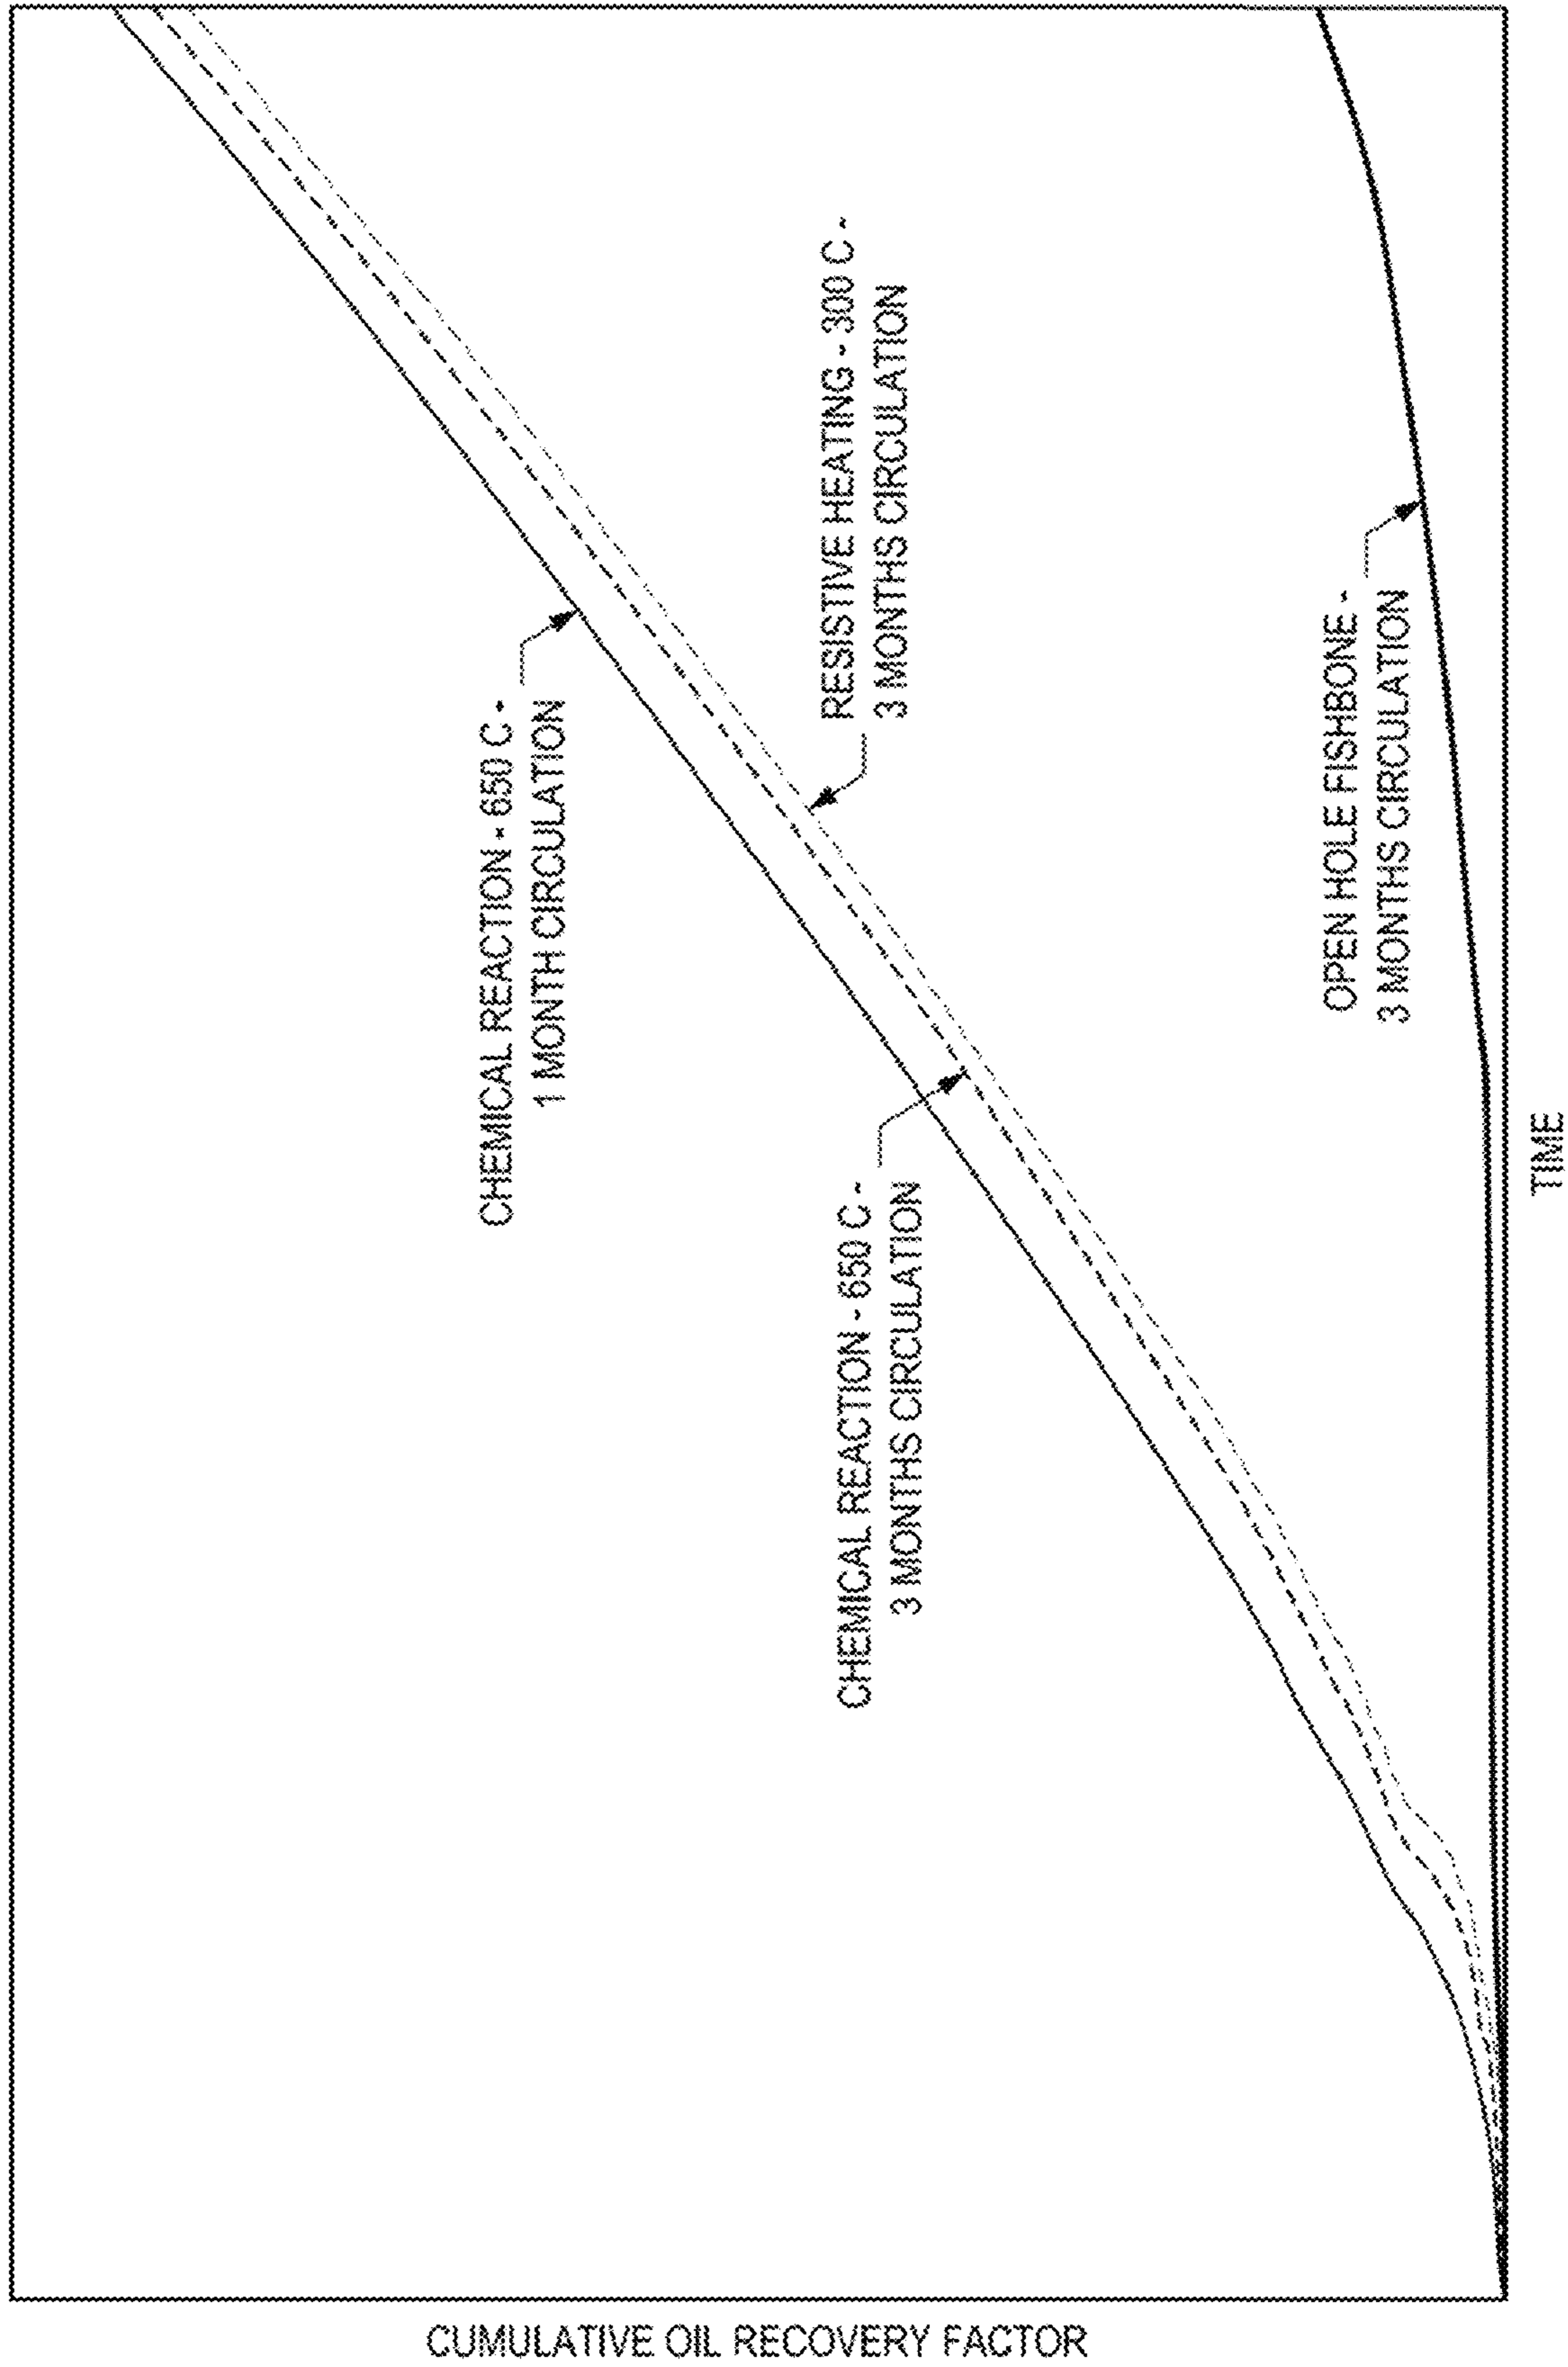 CHEMICAL REACTION - 650 C -
1 MONTH CIRCULATION
RESISTIVE HEATING - 300 C -
3 MONTHS CIRCULATION
CHEMICAL REACTION - 650 C -
3 MONTHS CIRCULATION
OPEN HOLE FISHBONE -
3 MONTHS CIRCULATION
TIME
CUMULATIVE OIL RECOVERY FACTOR